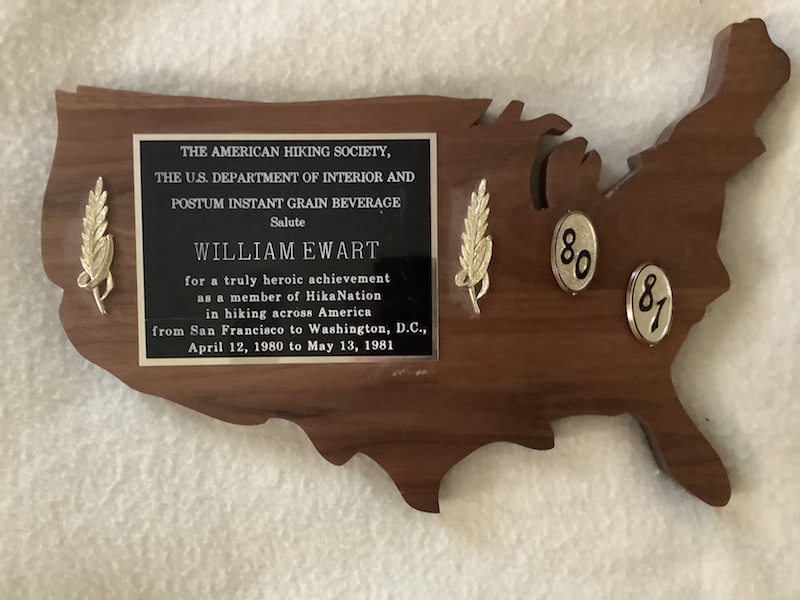 THE AMERICAN HIKING SOCIETY,
THE U.S. DEPARTMENT OF INTERIOR AND
POSTUM INSTANT GRAIN BEVERAGE
Salute
WILLIAM EWART
for a truly heroic achievement
as a member of HikaNation
in hiking across America
from San Francisco to Washington, D.C.,
April 12, 1980 to May 13, 1981
80
81